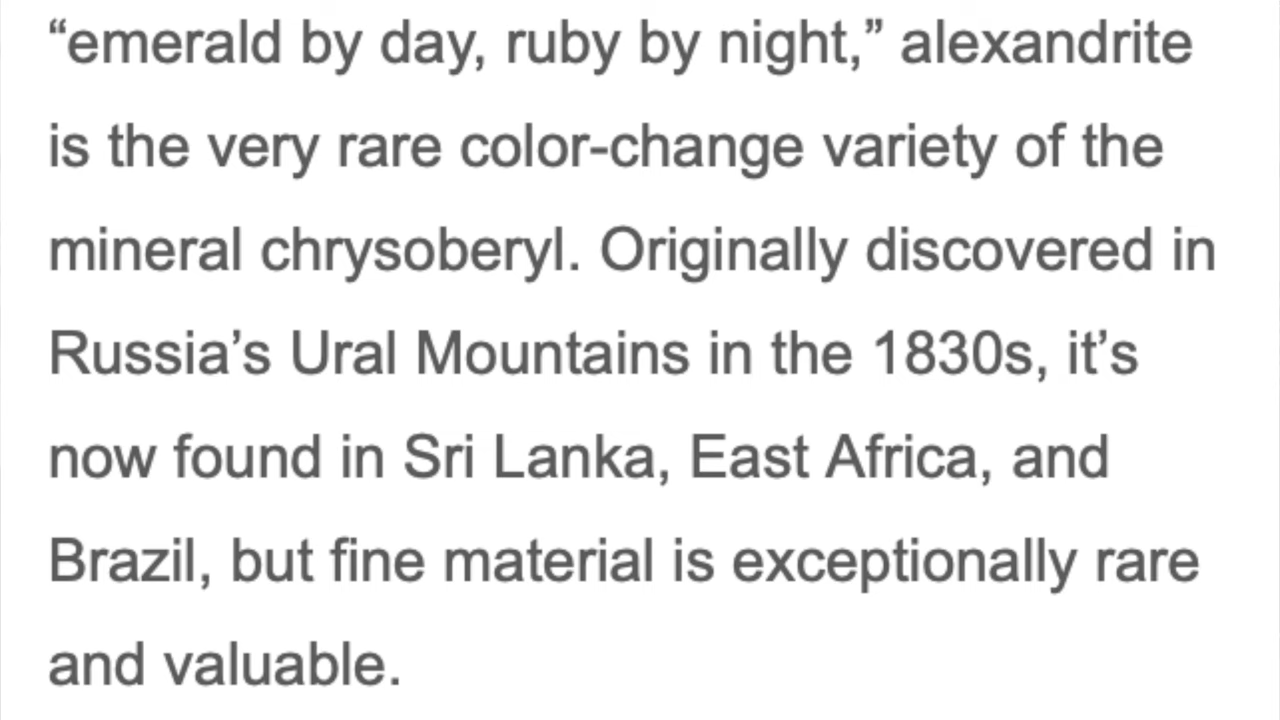 “emerald by day, ruby by night,” alexandrite
is the very rare color-change variety of the
mineral chrysoberyl. Originally discovered in
Russia’s Ural Mountains in the 1830s, it’s
now found in Sri Lanka, East Africa, and
Brazil, but fine material is exceptionally rare
and valuable.